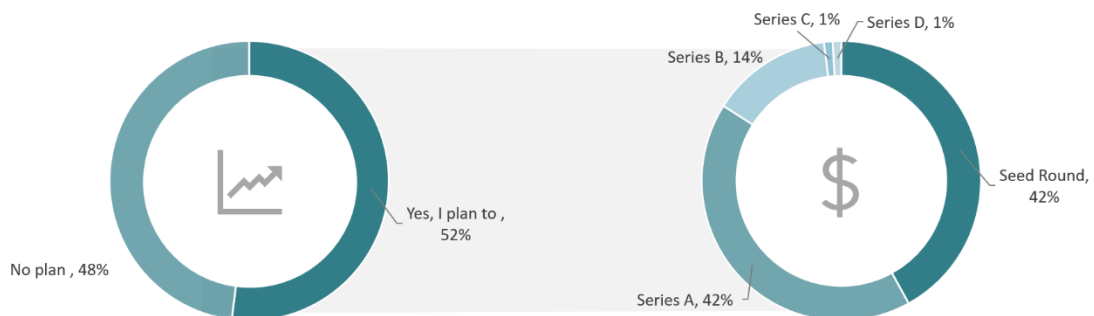 Series C, 1%
Series D, 1%
Series B, 14%
Seed Round,
42%
Yes, I plan to ,
52%
No plan , 48%
Series A, 42%